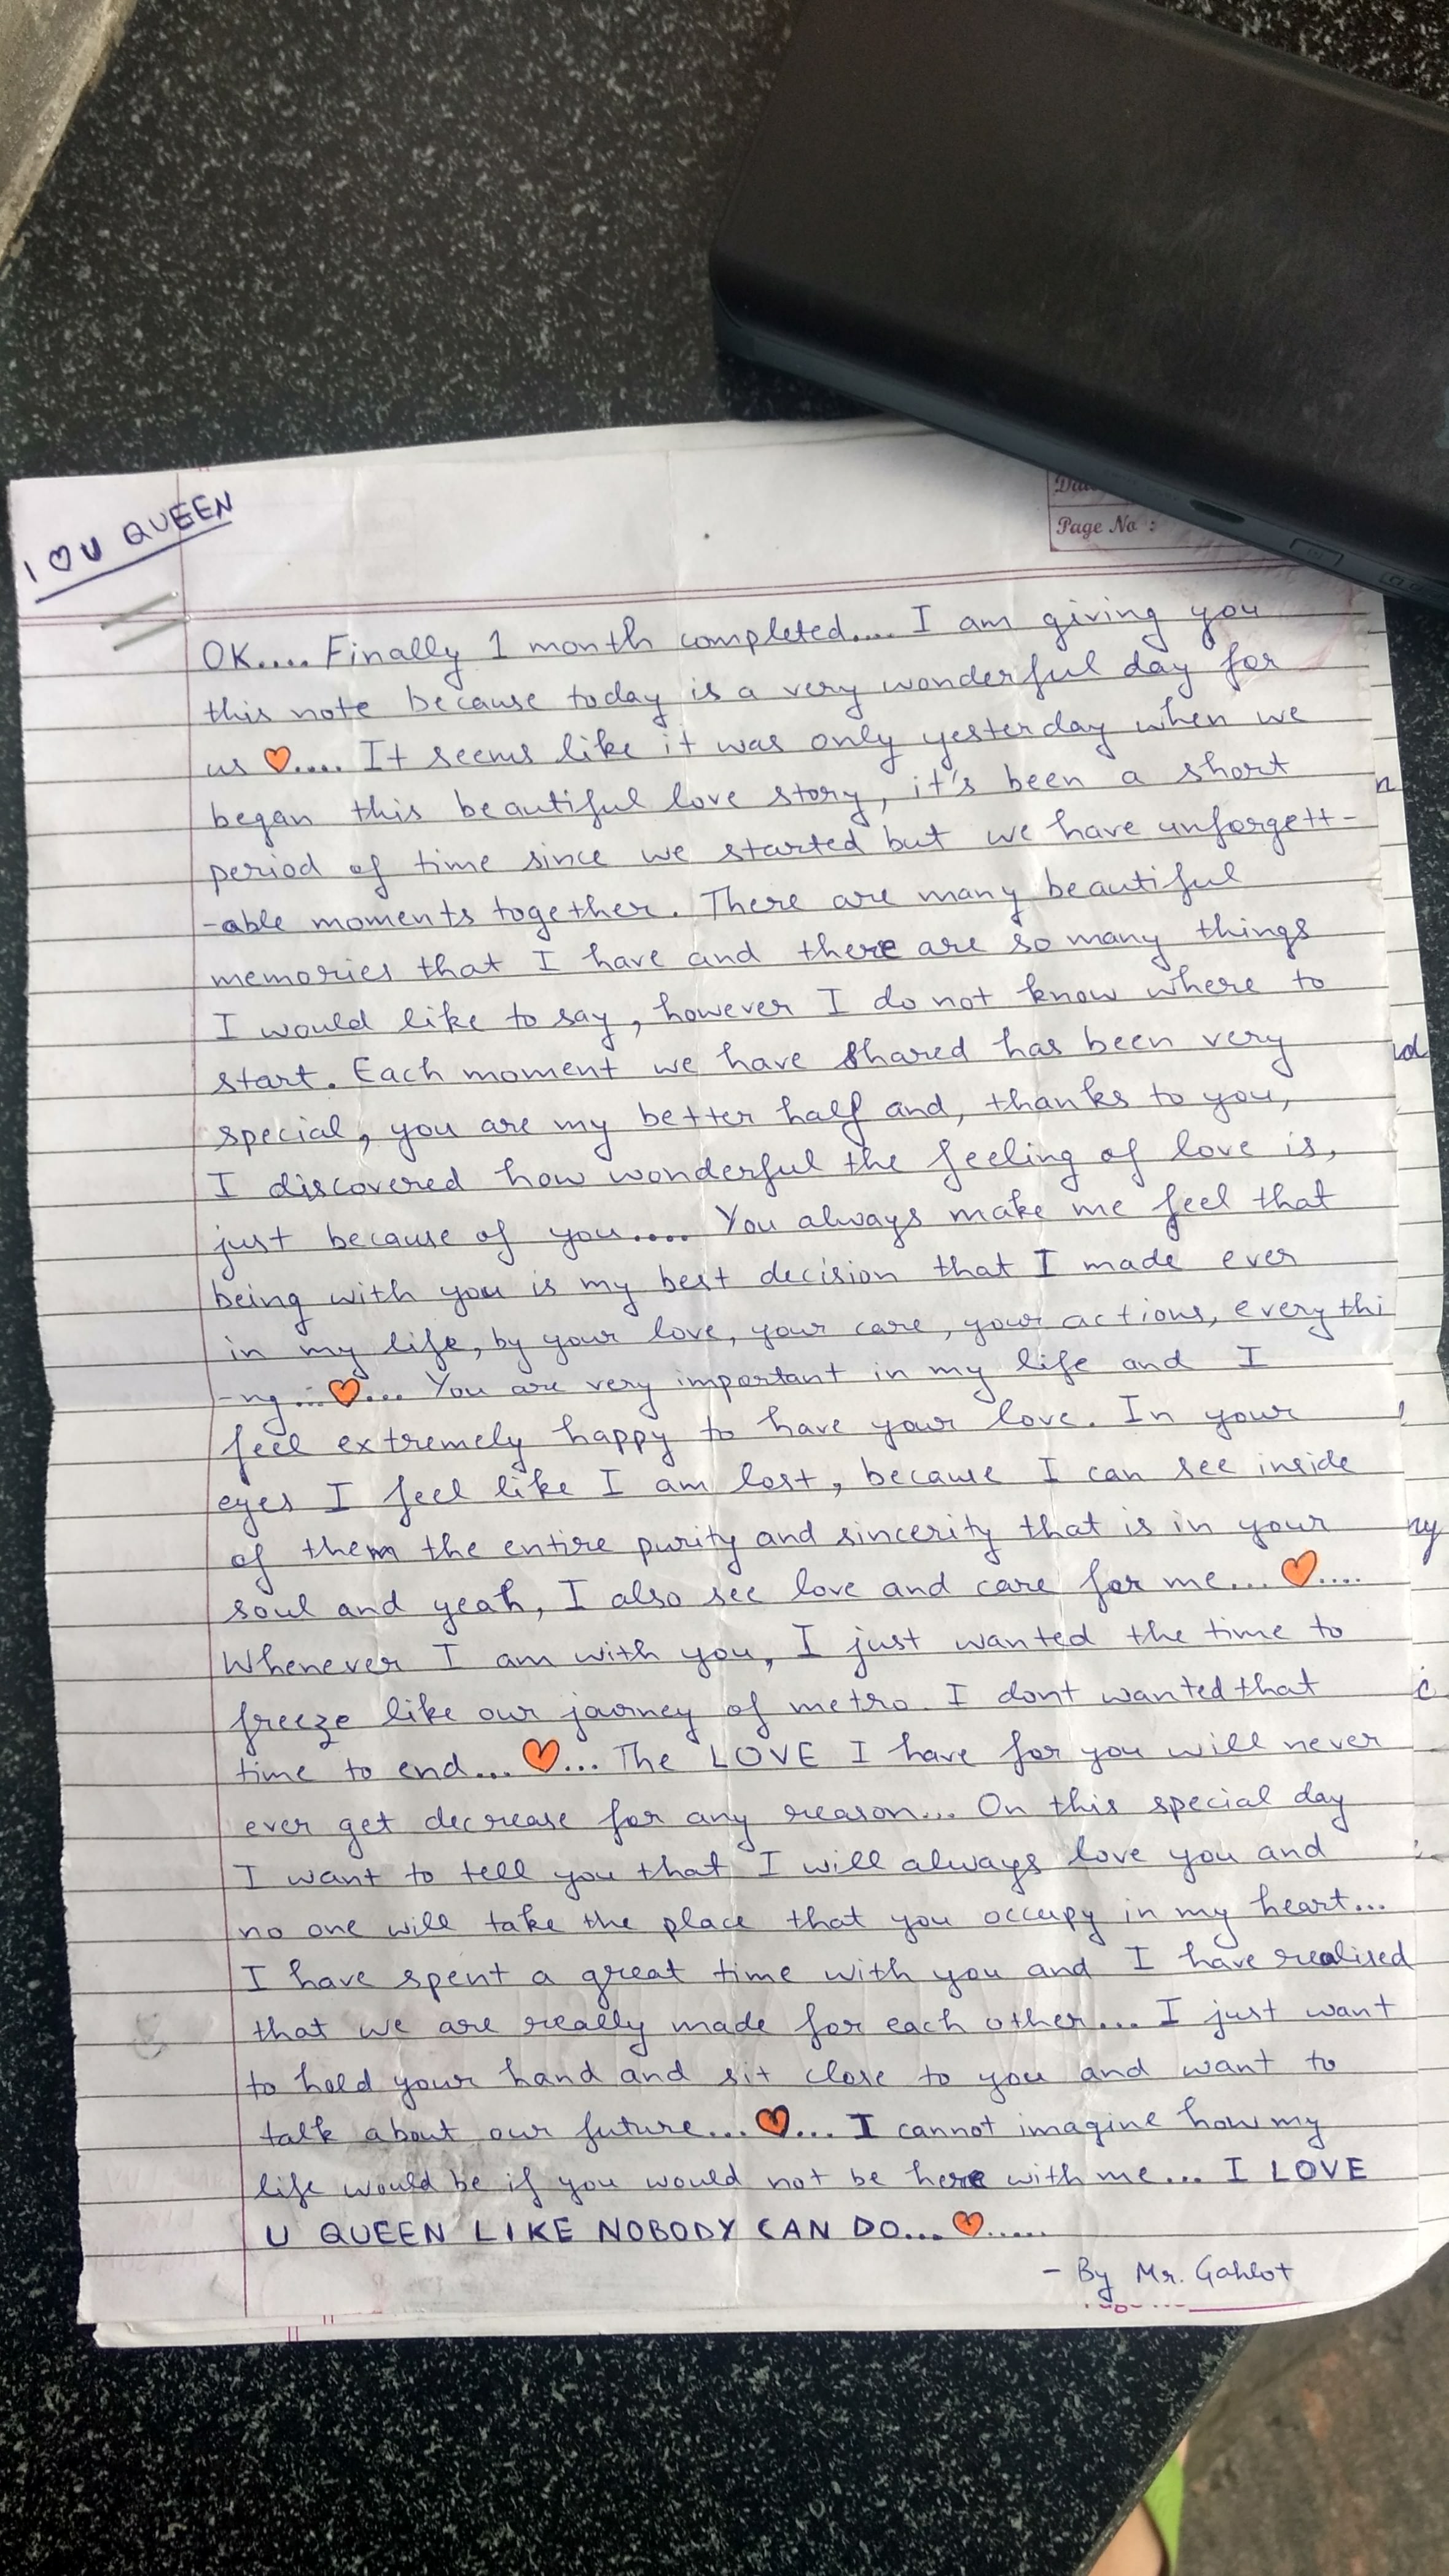 I ♡ U QUEEN
Page No :
OK.... Finally 1 month completed.... I am giving you
this note because today is a very wonderful day for
us ♡.... It seems like it was only yesterday when we
began this beautiful love story, it's been a short
period of time since we started but we have unforgett-
-able moments together. There are many beautiful
memories that I have and there are so many things
I would like to say, however I do not know where to
start. Each moment we have shared has been very
special, you are my better half and, thanks to you,
I discovered how wonderful the feeling of love is,
just because of you.... You always make me feel that
being with you is my best decision that I made ever
in my life, by your love, your care, your actions, everythi
-ng...♡... You are very important in my life and I
feel extremely happy to have your love. In your
eyes I feel like I am lost, because I can see inside
of them the entire purity and sincerity that is in your
soul and yeah, I also see love and care for me... ♡....
Whenever I am with you, I just wanted the time to
freeze like our journey of metro. I dont wanted that
time to end... ♡... The LOVE I have for you will never
ever get decrease for any reason... On this special day
I want to tell you that I will always love you and
no one will take the place that you occupy in my heart...
I have spent a great time with you and I have realised
that we are really made for each other... I just want
to hold your hand and sit close to you and want to
talk about our future...♡... I cannot imagine how my
life would be if you would not be here with me... I LOVE
U QUEEN LIKE NOBODY CAN DO...♡.....
- By Mr. Gahlot